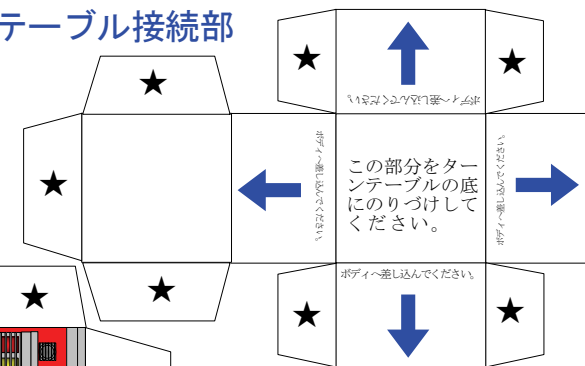 テーブル接続部
ボディへ差し込んでください。
ボディへ差し込んでください。
この部分をター
ンテーブルの底
にのりづけして
ください。
ボディへ差し込んでください。
ボディへ差し込んでください。